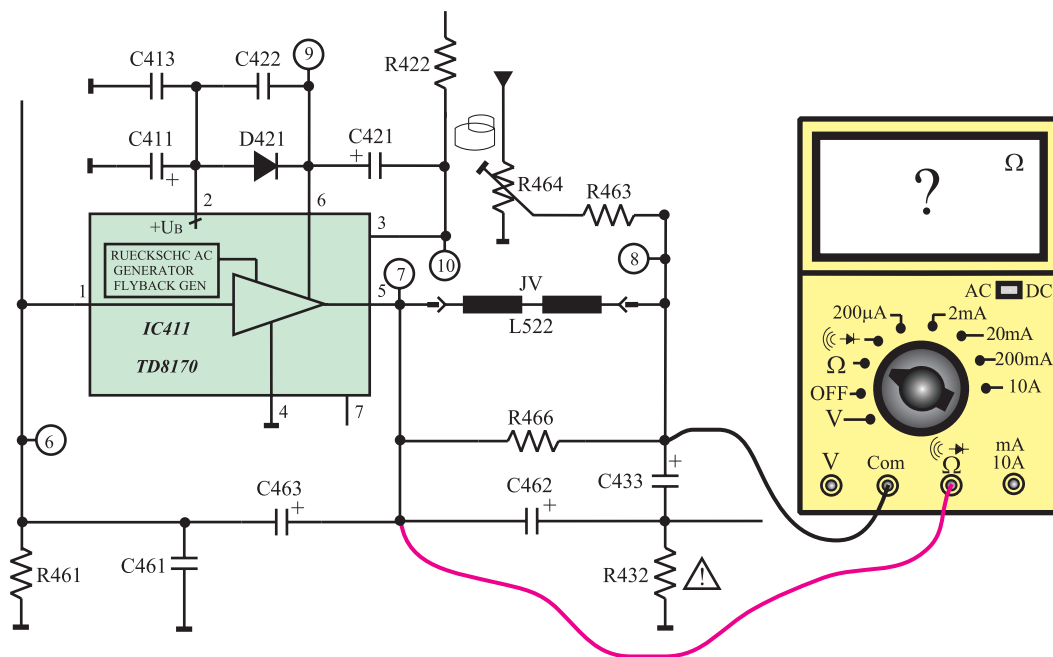 C413
C422
9
R422
C411
+
D421
C421
+
R464
R463
2
6
3
+UB
RUECKSCHC AC
GENERATOR
FLYBACK GEN
10
7
8
1
5
JV
L522
IC411
TD8170
4
7
6
R466
C463
+
C462
+
C433
+
R461
C461
R432
!
?
Ω
AC
DC
200µA
2mA
20mA
200mA
10A
Ω
OFF
V
V
Com
Ω
mA
10A